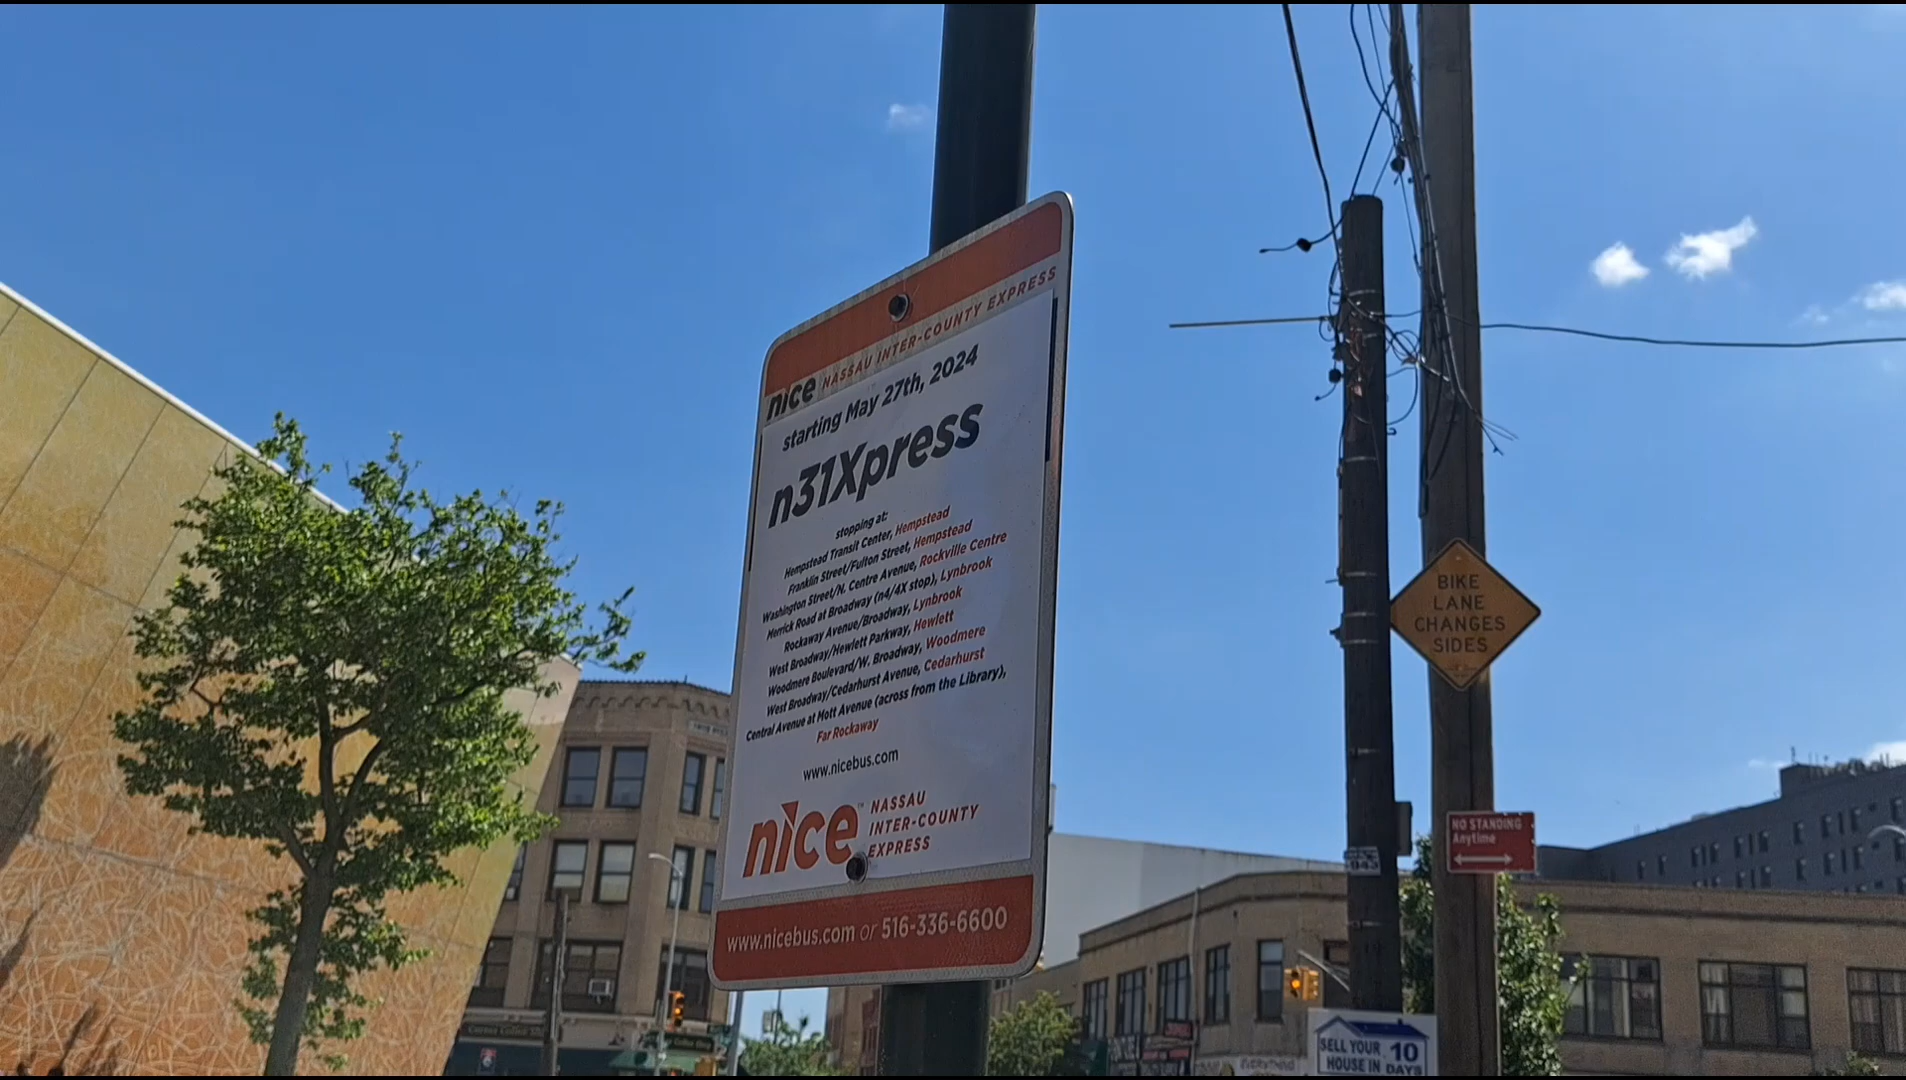 nice NASSAU INTER-COUNTY EXPRESS
starting May 27th, 2024
n31Xpress
stopping at:
Hempstead Transit Center, Hempstead
Franklin Street/Fulton Street, Hempstead
Washington Street/N. Centre Avenue, Rockville Centre
Merrick Road at Broadway (n4/4X stop), Lynbrook
Rockaway Avenue/Broadway, Lynbrook
West Broadway/Hewlett Parkway, Hewlett
Woodmere Boulevard/W. Broadway, Woodmere
West Broadway/Cedarhurst Avenue, Cedarhurst
Central Avenue at Mott Avenue (across from the Library),
Far Rockaway
www.nicebus.com
nice™ NASSAU
INTER-COUNTY
EXPRESS
www.nicebus.com or 516-336-6600
BIKE
LANE
CHANGES
SIDES
NO STANDING
Anytime
SELL YOUR
HOUSE IN
10
DAYS